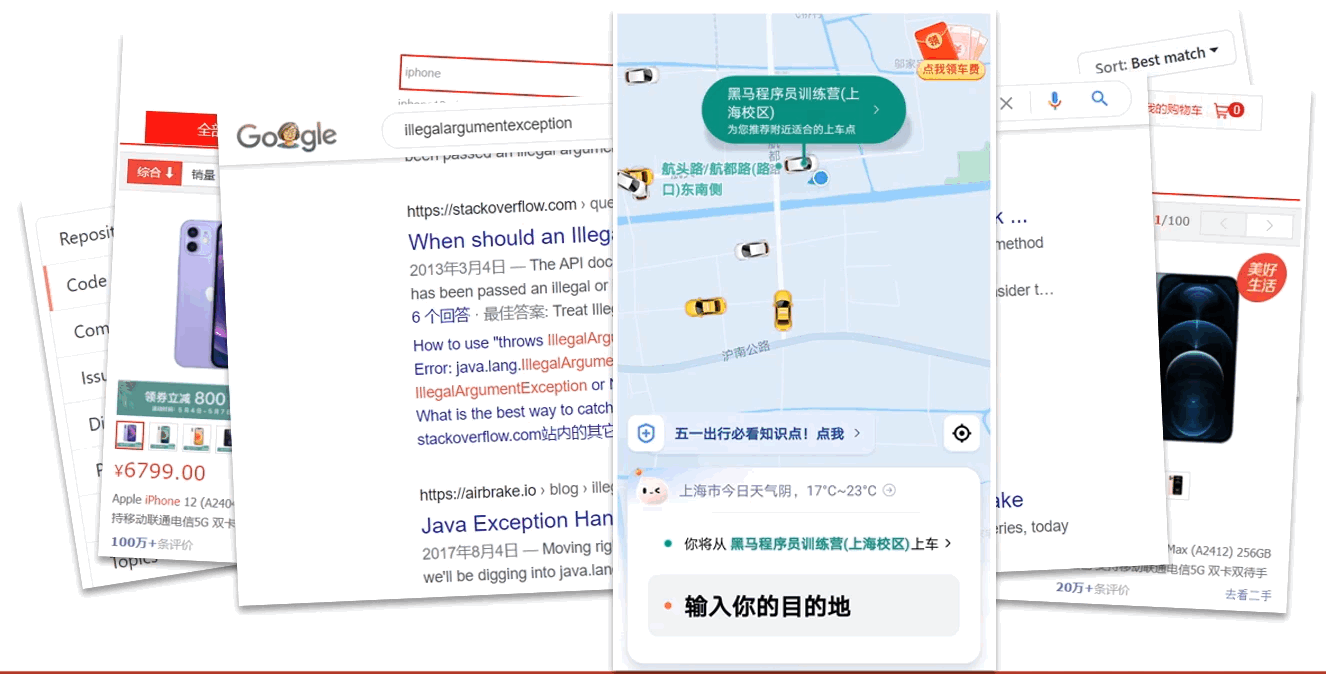 Reposit
Code
Com
Issu
Di
P
Topics
iphone
全部
综合
销量
领券立减 800
¥6799.00
Apple iPhone 12 (A2404
持移动联通电信5G 双卡
100万+条评价
Google
illegalargumentexception
been passed an illegal argume
https://stackoverflow.com › que
When should an Illega
2013年3月4日 — The API doc
has been passed an illegal or
6 个回答 · 最佳答案: Treat Ille
How to use "throws IllegalArgu
Error: java.lang.IllegalArgume
IllegalArgumentException or N
What is the best way to catch
stackoverflow.com站内的其它
https://airbrake.io › blog › illeg
Java Exception Han
2017年8月4日 — Moving rig
we'll be digging into java.lan
点我领车费
黑马程序员训练营(上
海校区)
为您推荐附近适合的上车点
航都路
航头路/航都路(路
口)东南侧
沪南公路
五一出行必看知识点！点我
上海市今日天气阴，17°C~23°C
你将从 黑马程序员训练营(上海校区)上车
输入你的目的地
Sort: Best match
我的购物车
0
1/100
k ...
method
sider t…
ake
eries, today
美好
生活
Max (A2412) 256GB
支持移动联通电信5G 双卡双待手
20万+条评价
去看二手